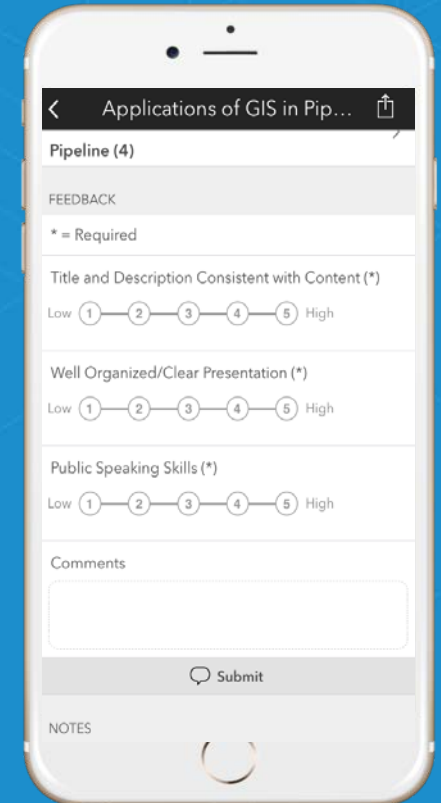 Applications of GIS in Pip...
Pipeline (4)
FEEDBACK
* = Required
Title and Description Consistent with Content (*)
Low 1 2 3 4 5 High
Well Organized/Clear Presentation (*)
Low 1 2 3 4 5 High
Public Speaking Skills (*)
Low 1 2 3 4 5 High
Comments
Submit
NOTES